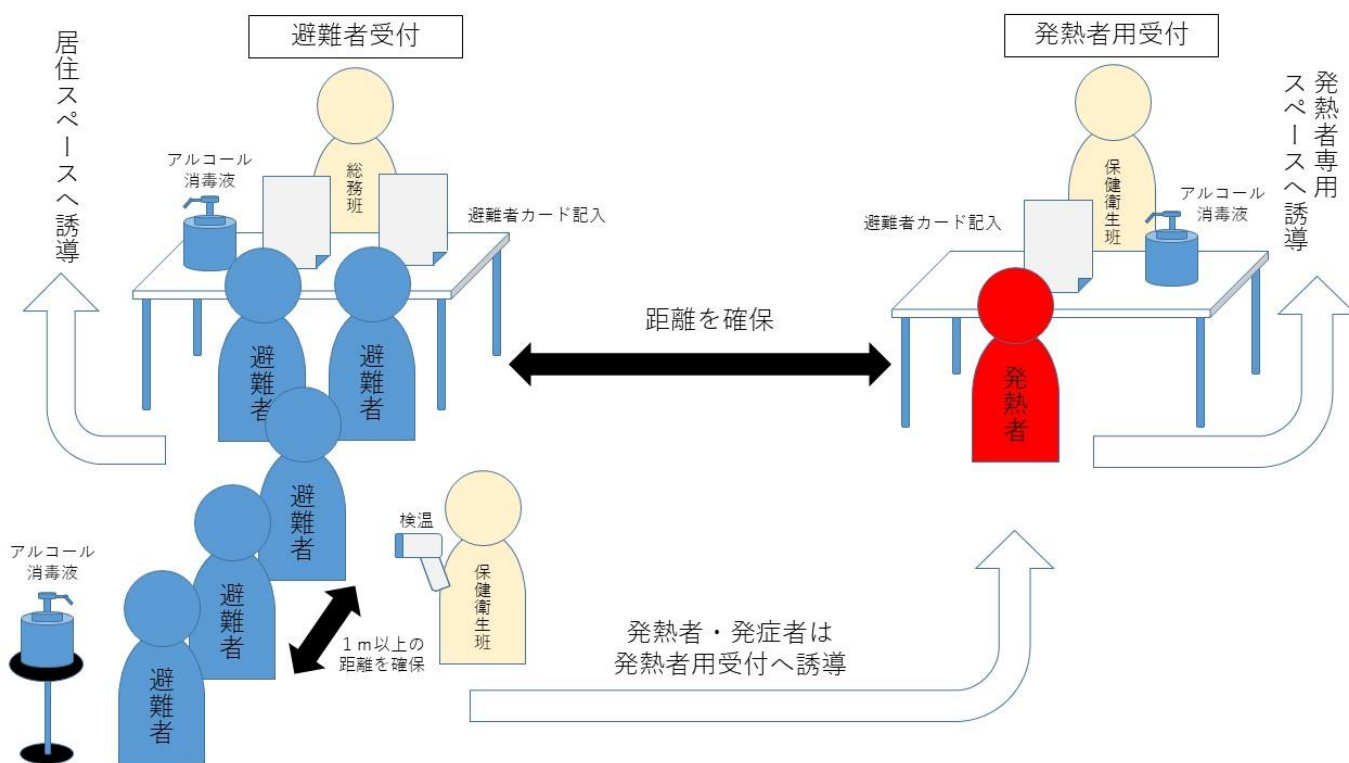 避難者受付
発熱者用受付
居住スペースへ誘導
アルコール
消毒液
総務班
避難者カード記入
避難者
避難者
距離を確保
避難者カード記入
保健衛生班
アルコール
消毒液
発熱者
発熱者専用
スペースへ誘導
避難者
避難者
避難者
アルコール
消毒液
検温
保健衛生班
1m以上の
距離を確保
発熱者・発症者は
発熱者用受付へ誘導